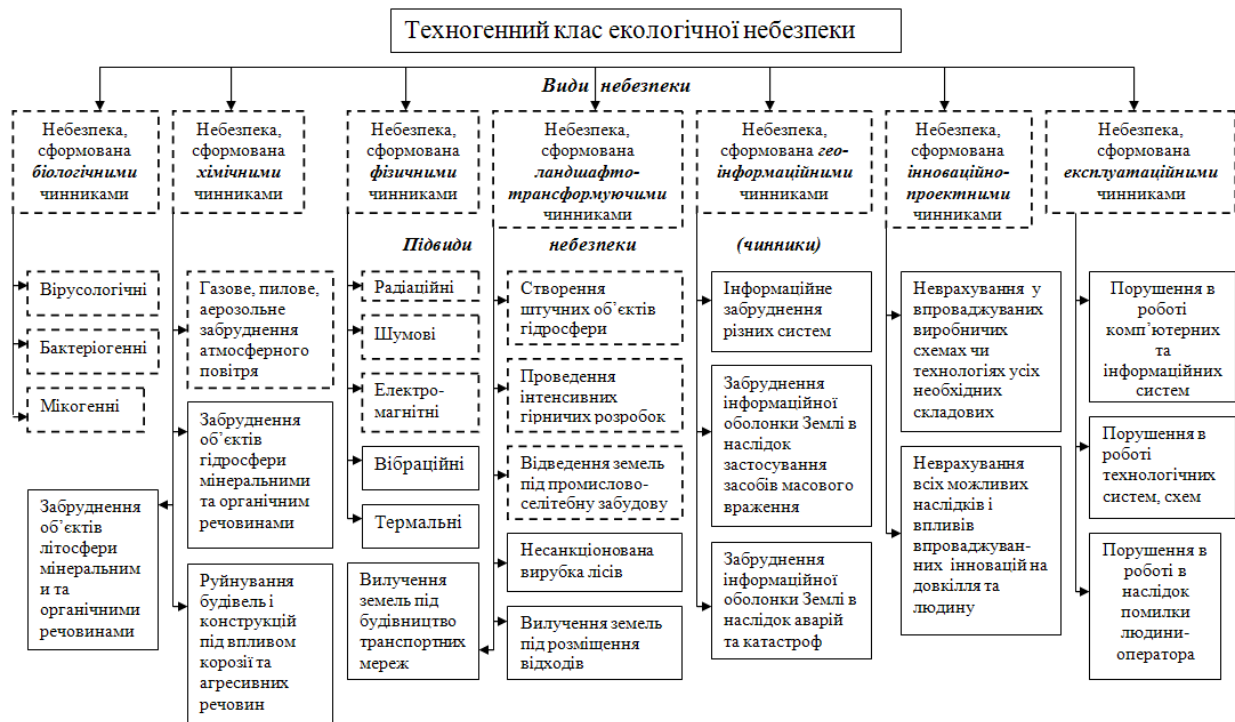 Техногенний клас екологічної небезпеки
Види небезпеки
Небезпека,
сформована
біологічними
чинниками
Небезпека,
сформована
хімічними
чинниками
Небезпека,
сформована
фізичними
чинниками
Небезпека,
сформована
ландшафто-
трансформуючими
чинниками
Небезпека,
сформована гео-
інформаційними
чинниками
Небезпека,
сформована
інноваційно-
проектними
чинниками
Небезпека,
сформована
експлуатаційними
чинниками
Підвиди небезпеки (чинники)
Вірусологічні
Бактеріогенні
Мікогенні
Забруднення
об’єктів
літосфери
мінеральним
и та
органічними
речовинами
Газове, пилове,
аерозольне
забруднення
атмосферного
повітря
Забруднення
об’єктів
гідросфери
мінеральними
та органічним
речовинами
Руйнування
будівель і
конструкцій
під впливом
корозії та
агресивних
речовин
Радіаційні
Шумові
Електро-
магнітні
Вібраційні
Термальні
Вилучення
земель під
будівництво
транспортних
мереж
Створення
штучних об’єктів
гідросфери
Проведення
інтенсивних
гірничих розробок
Відведення земель
під промислово-
селітебну забудову
Несанкціонована
вирубка лісів
Вилучення земель
під розміщення
відходів
Інформаційне
забруднення
різних систем
Забруднення
інформаційної
оболонки Землі в
наслідок
застосування
засобів масового
враження
Забруднення
інформаційної
оболонки Землі в
наслідок аварій
та катастроф
Неврахування у
впроваджуваних
виробничих
схемах чи
технологіях усіх
необхідних
складових
Неврахування
всіх можливих
наслідків і
впливів
впроваджуван-
них інновацій на
довкілля та
людину
Порушення в
роботі
комп’ютерних
та
інформаційних
систем
Порушення в
роботі
технологічних
систем, схем
Порушення в
роботі в
наслідок
помилки
людини-
оператора